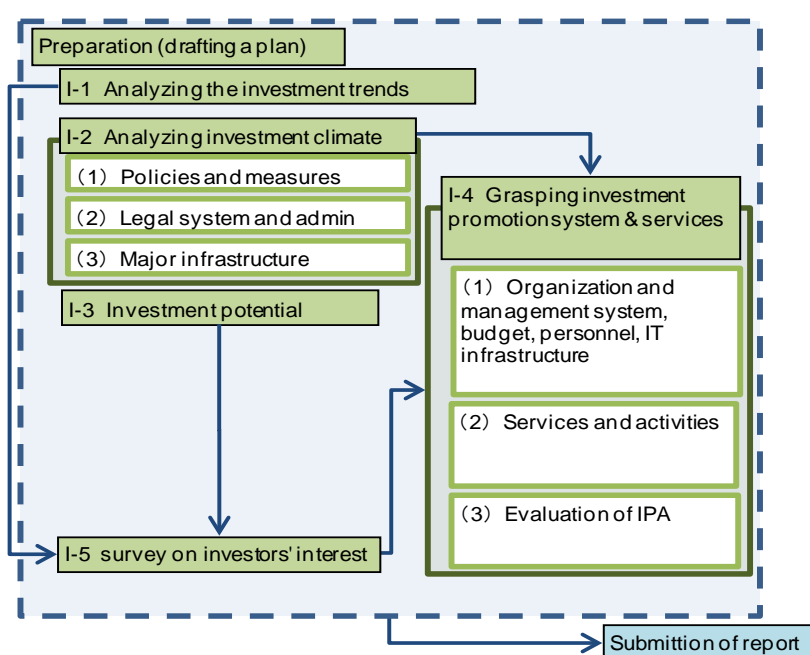 Preparation (drafting a plan)
I-1 Analyzing the investment trends
I-2 Analyzing investment climate
（1）Policies and measures
（2）Legal system and admin
（3）Major infrastructure
I-3 Investment potential
I-4 Grasping investment
promotion system & services
（1）Organization and
management system,
budget, personnel, IT
infrastructure
（2）Services and activities
（3）Evaluation of IPA
I-5 survey on investors' interest
Submittion of report